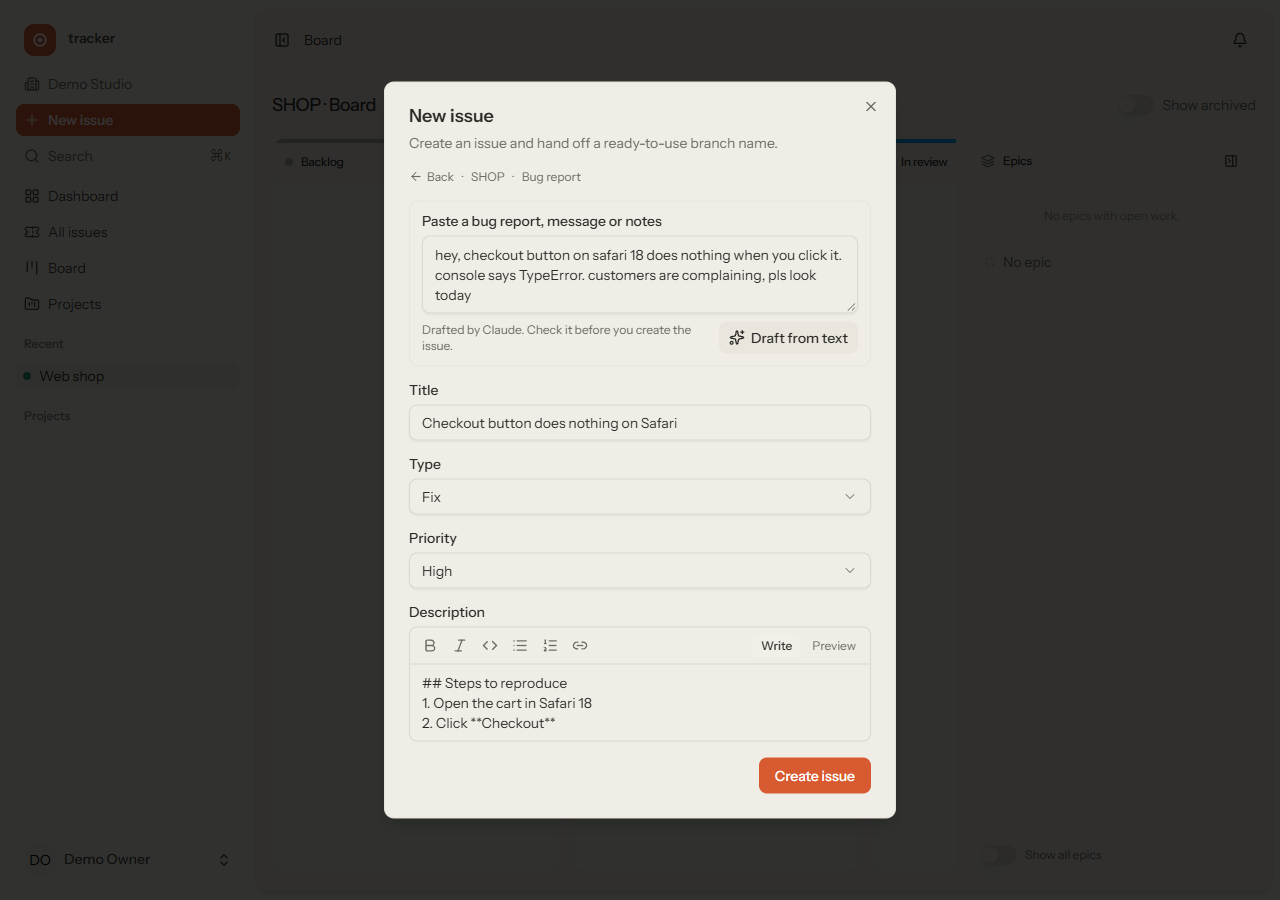 tracker
Board
Demo Studio
New issue
Search
⌘K
Dashboard
All issues
Board
Projects
Recent
Web shop
Projects
DO
Demo Owner
SHOP·Board
Show archived
Backlog
In review
Epics
No epics with open work.
No epic
Show all epics
New issue
Create an issue and hand off a ready-to-use branch name.
Back · SHOP · Bug report
Paste a bug report, message or notes
hey, checkout button on safari 18 does nothing when you click it.
console says TypeError. customers are complaining, pls look
today
Drafted by Claude. Check it before you create the
issue.
Draft from text
Title
Checkout button does nothing on Safari
Type
Fix
Priority
High
Description
Write
Preview
## Steps to reproduce
1. Open the cart in Safari 18
2. Click **Checkout**
Create issue